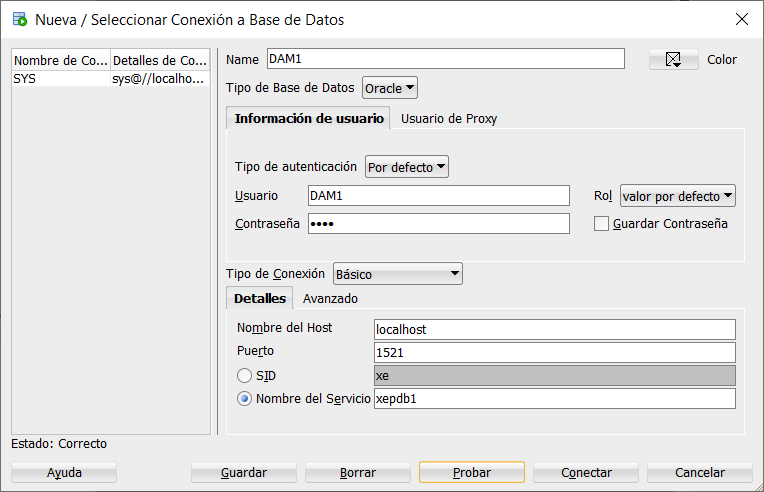 Nueva / Seleccionar Conexión a Base de Datos
Nombre de Co... Detalles de Co...
SYS sys@//localho...
Name DAM1 Color
Tipo de Base de Datos Oracle
Información de usuario Usuario de Proxy
Tipo de autenticación Por defecto
Usuario DAM1 Rol valor por defecto
Contraseña •••• Guardar Contraseña
Tipo de Conexión Básico
Detalles Avanzado
Nombre del Host localhost
Puerto 1521
SID xe
Nombre del Servicio xepdb1
Estado: Correcto
Ayuda Guardar Borrar Probar Conectar Cancelar